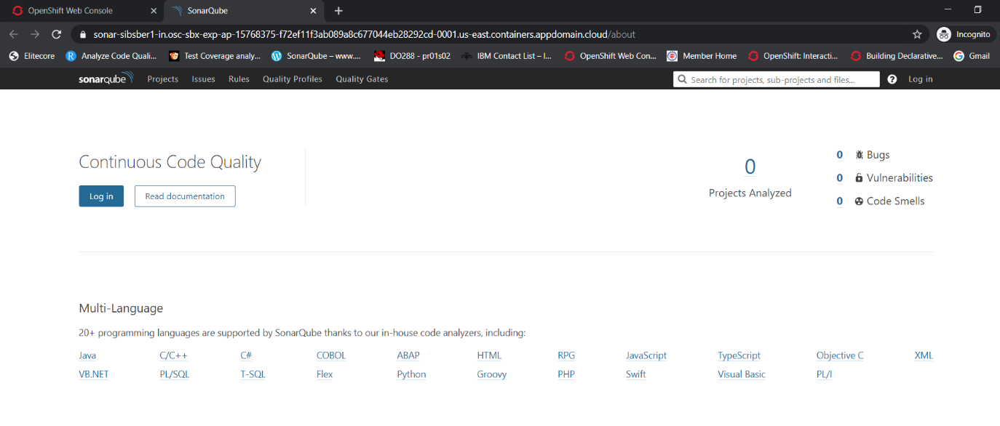 OpenShift Web Console SonarQube
sonar-sibsber1-in.osc-sbx-exp-ap-15768375-f72ef11f3ab089a8c677044eb28292cd-0001.us-east.containers.appdomain.cloud/about Incognito
Elitecore Analyze Code Quali... Test Coverage analy... SonarQube – www.... DO288 - pr01s02 IBM Contact List – I... OpenShift Web Con... Member Home OpenShift: Interacti... Building Declarative... Gmail
sonarqube Projects Issues Rules Quality Profiles Quality Gates Search for projects, sub-projects and files... Log in
Continuous Code Quality
Log in Read documentation
0
Projects Analyzed
0 Bugs
0 Vulnerabilities
0 Code Smells
Multi-Language
20+ programming languages are supported by SonarQube thanks to our in-house code analyzers, including:
Java C/C++ C# COBOL ABAP HTML RPG JavaScript TypeScript Objective C XML
VB.NET PL/SQL T-SQL Flex Python Groovy PHP Swift Visual Basic PL/I